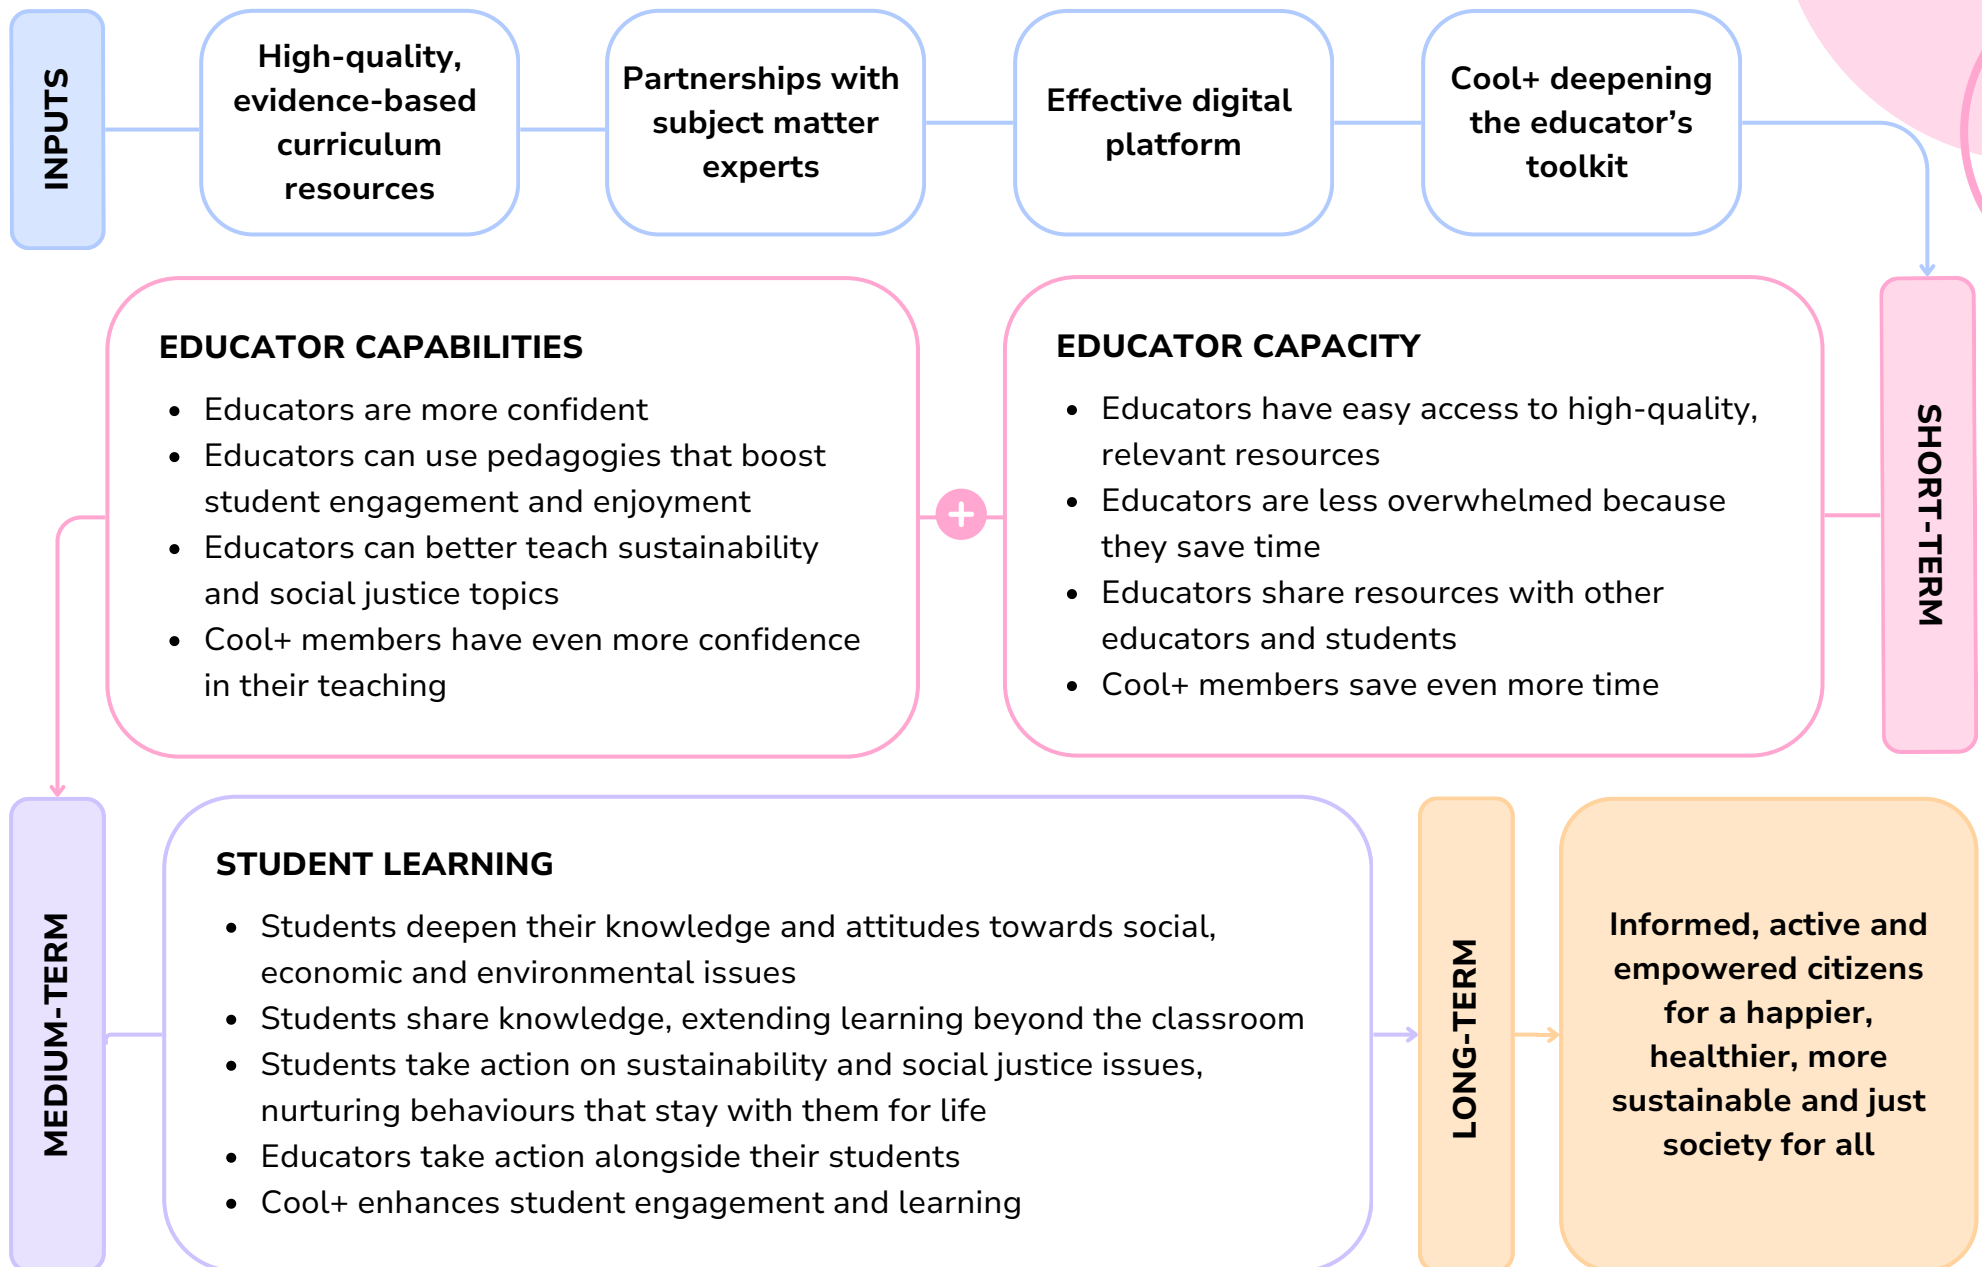 INPUTS
High-quality,
evidence-based
curriculum
resources
Partnerships with
subject matter
experts
Effective digital
platform
Cool+ deepening
the educator’s
toolkit
SHORT-TERM
EDUCATOR CAPACITY
• Educators have easy access to high-quality,
relevant resources
• Educators are less overwhelmed because
they save time
• Educators share resources with other
educators and students
• Cool+ members save even more time
+
EDUCATOR CAPABILITIES
• Educators are more confident
• Educators can use pedagogies that boost
student engagement and enjoyment
• Educators can better teach sustainability
and social justice topics
• Cool+ members have even more confidence
in their teaching
MEDIUM-TERM
STUDENT LEARNING
• Students deepen their knowledge and attitudes towards social,
economic and environmental issues
• Students share knowledge, extending learning beyond the classroom
• Students take action on sustainability and social justice issues,
nurturing behaviours that stay with them for life
• Educators take action alongside their students
• Cool+ enhances student engagement and learning
LONG-TERM
Informed, active and
empowered citizens
for a happier,
healthier, more
sustainable and just
society for all